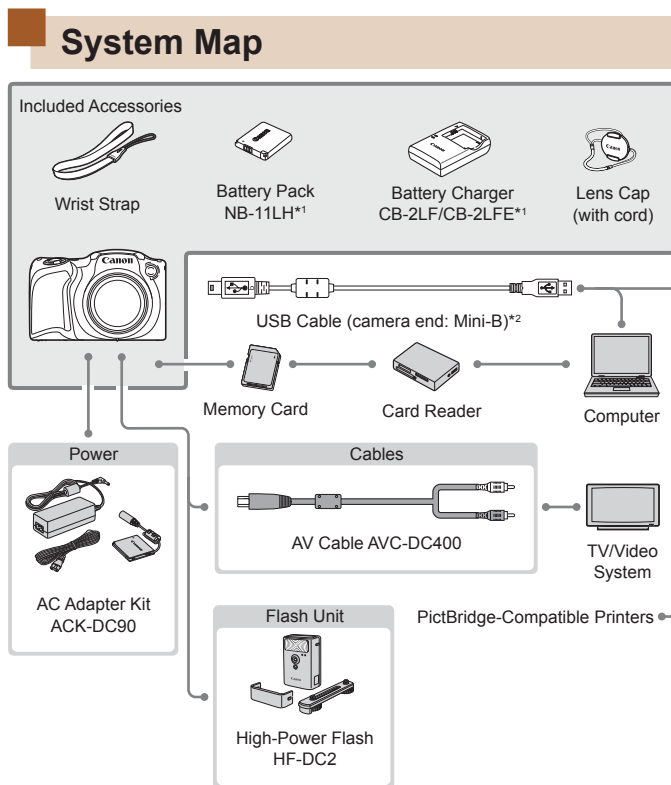 System Map
Included Accessories
Wrist Strap
Battery Pack
NB-11LH*1
Battery Charger
CB-2LF/CB-2LFE*1
Lens Cap
(with cord)
Canon
USB Cable (camera end: Mini-B)*2
Memory Card
Card Reader
Computer
Power
AC Adapter Kit
ACK-DC90
Cables
AV Cable AVC-DC400
TV/Video
System
Flash Unit
High-Power Flash
HF-DC2
PictBridge-Compatible Printers